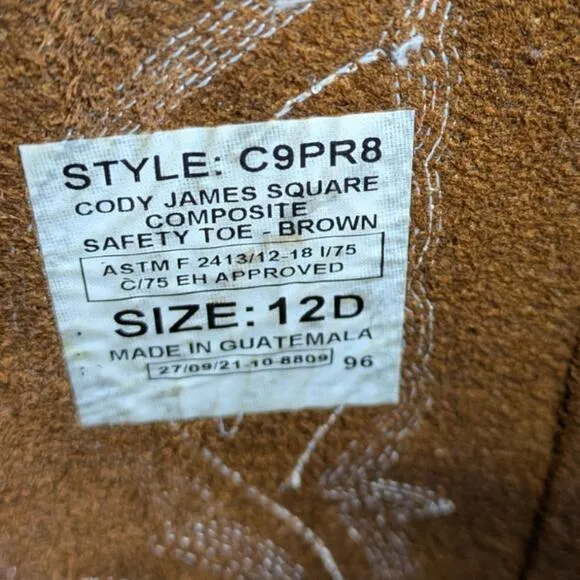 STYLE: C9PR8
CODY JAMES SQUARE
COMPOSITE
SAFETY TOE - BROWN
ASTM F 2413/12-18 I/75
C/75 EH APPROVED
SIZE: 12D
MADE IN GUATEMALA
27/09/21-10-8809 96